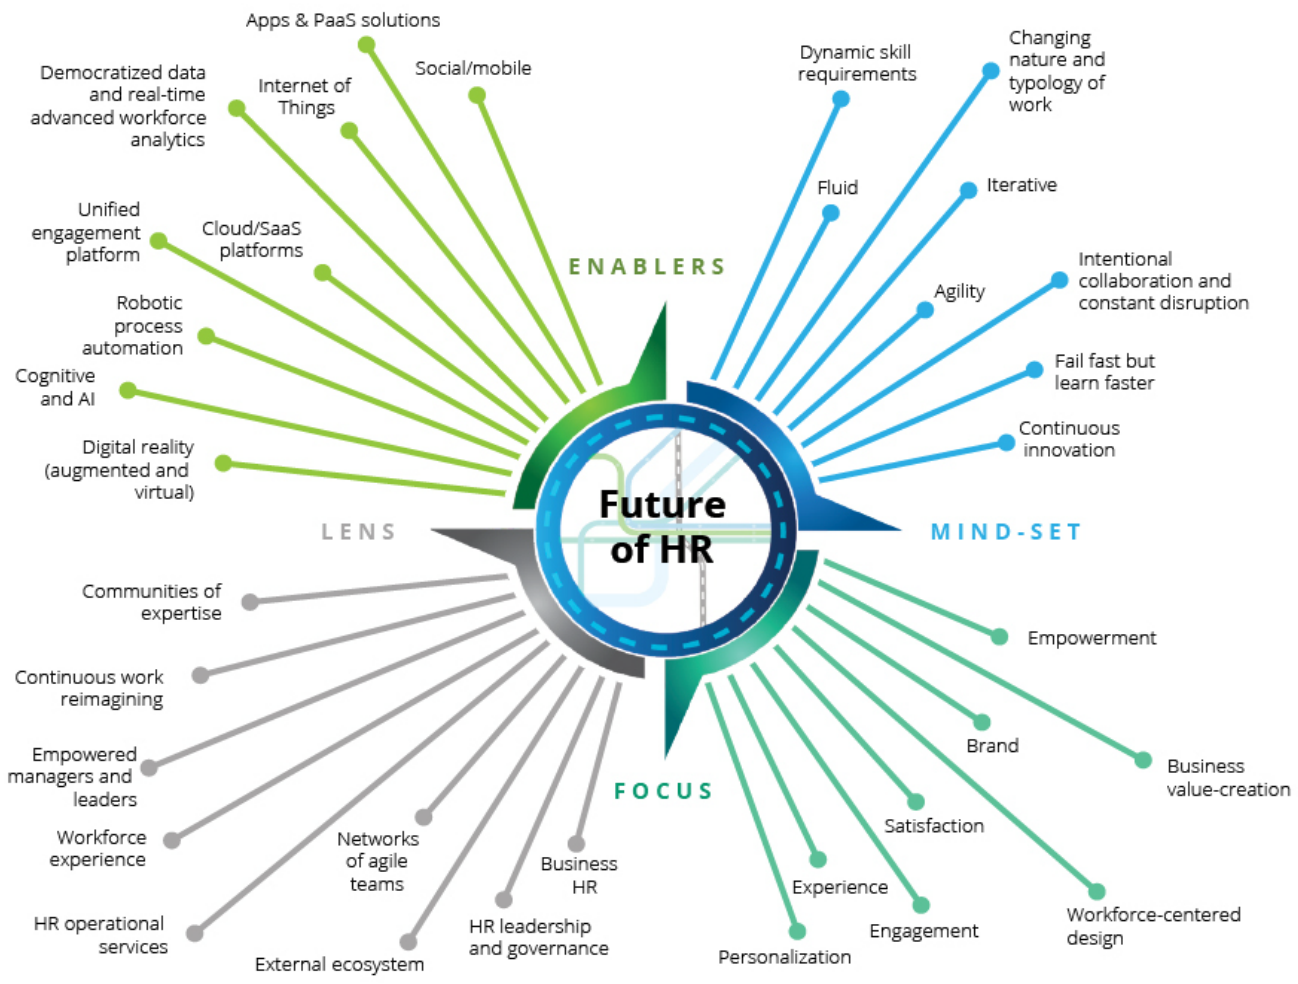 Apps & PaaS solutions
Social/mobile
Internet of
Things
Democratized data
and real-time
advanced workforce
analytics
Unified
engagement
platform
Cloud/SaaS
platforms
Robotic
process
automation
Cognitive
and AI
Digital reality
(augmented and
virtual)
ENABLERS
Dynamic skill
requirements
Changing
nature and
typology of
work
Fluid
Iterative
Intentional
collaboration and
constant disruption
Agility
Fail fast but
learn faster
Continuous
innovation
MIND-SET
Future
of HR
LENS
Communities of
expertise
Continuous work
reimagining
Empowered
managers and
leaders
Workforce
experience
HR operational
services
Networks
of agile
teams
External ecosystem
HR leadership
and governance
Business
HR
FOCUS
Empowerment
Business
value-creation
Brand
Satisfaction
Workforce-centered
design
Experience
Engagement
Personalization